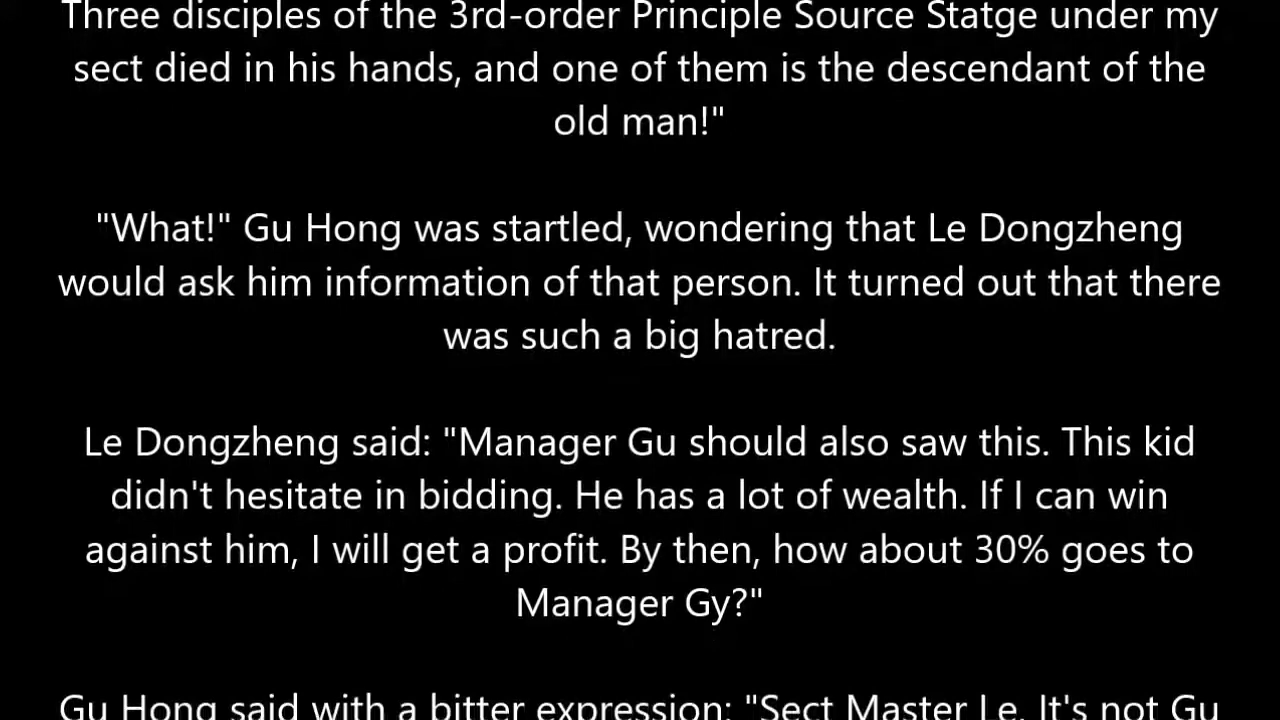 Three disciples of the 3rd-order Principle Source Statge under my
sect died in his hands, and one of them is the descendant of the
old man!"
"What!" Gu Hong was startled, wondering that Le Dongzheng
would ask him information of that person. It turned out that there
was such a big hatred.
Le Dongzheng said: "Manager Gu should also saw this. This kid
didn't hesitate in bidding. He has a lot of wealth. If I can win
against him, I will get a profit. By then, how about 30% goes to
Manager Gy?"
Gu Hong said with a bitter expression: "Sect Master Le. It's not Gu